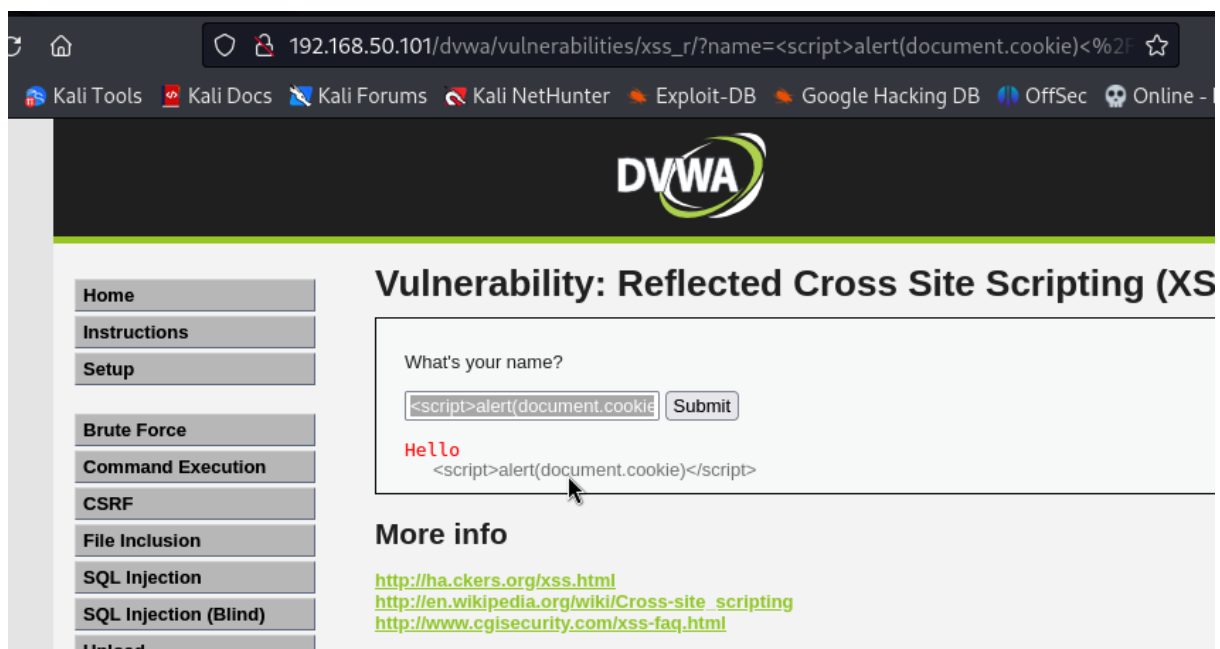 192.168.50.101/dvwa/vulnerabilities/xss_r/?name=<script>alert(document.cookie)<%2F
Kali Tools Kali Docs Kali Forums Kali NetHunter Exploit-DB Google Hacking DB OffSec Online -
DVWA
Vulnerability: Reflected Cross Site Scripting (XS
Home
Instructions
Setup
Brute Force
Command Execution
CSRF
File Inclusion
SQL Injection
SQL Injection (Blind)
Upload
What's your name?
<script>alert(document.cookie
Submit
Hello
<script>alert(document.cookie)</script>
More info
http://ha.ckers.org/xss.html
http://en.wikipedia.org/wiki/Cross-site_scripting
http://www.cgisecurity.com/xss-faq.html